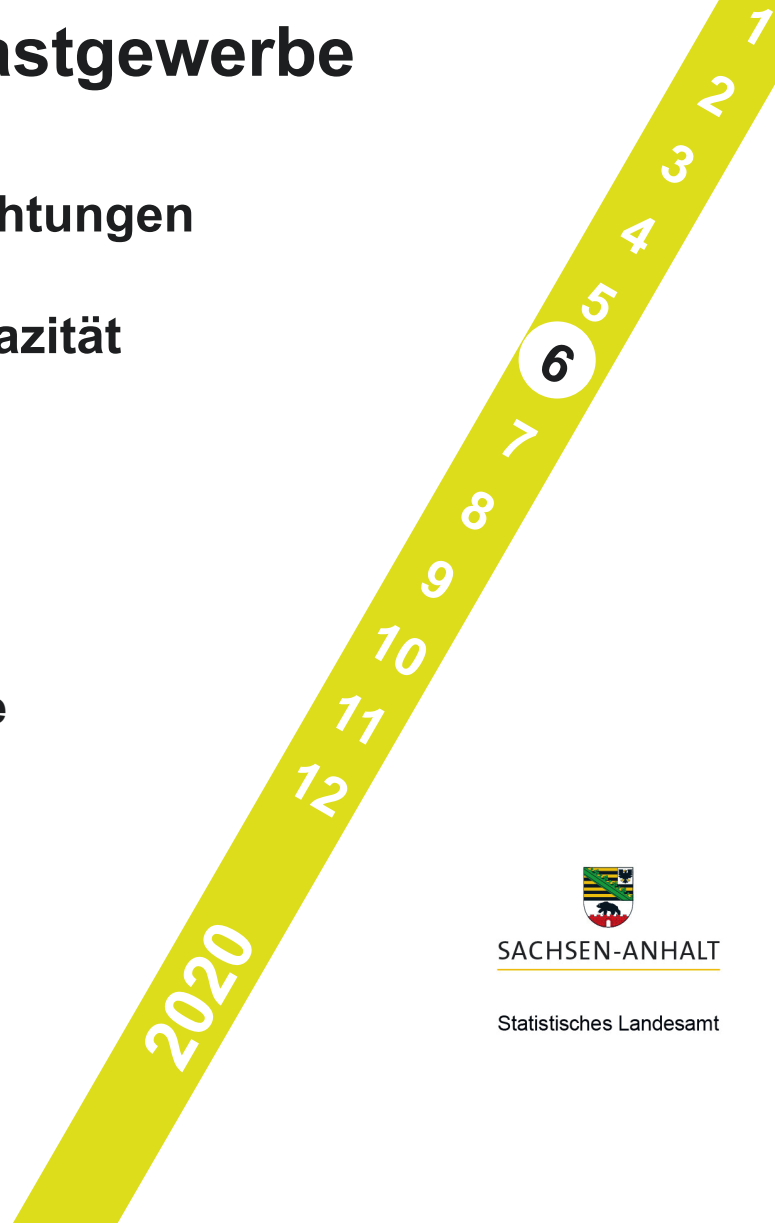 astgewerbe
htungen
azität
e
1
2
3
4
5
6
7
8
9
10
11
12
2020
SACHSEN-ANHALT
Statistisches Landesamt